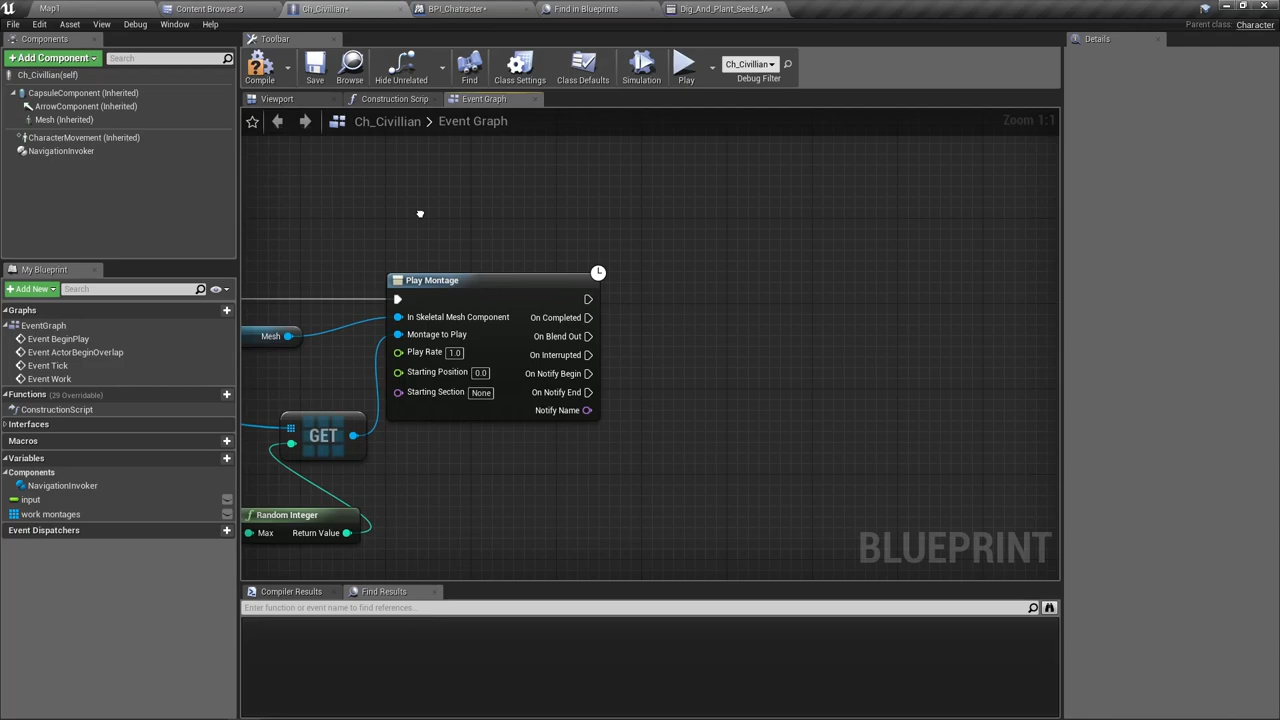 Map1
Content Browser 3
Ch_Civillian*
BPI_Chatracter*
Find in Blueprints
Dig_And_Plant_Seeds_Me
File Edit Asset View Debug Window Help
Parent class: Character
Components
+Add Component
Search
Ch_Civillian(self)
CapsuleComponent (Inherited)
ArrowComponent (Inherited)
Mesh (Inherited)
CharacterMovement (Inherited)
NavigationInvoker
Toolbar
Compile
Save
Browse
Hide Unrelated
Find
Class Settings
Class Defaults
Simulation
Play
Ch_Civillian
Debug Filter
Details
Viewport
Construction Scrip
Event Graph
Ch_Civillian > Event Graph
Zoom 1:1
My Blueprint
+Add New
Search
Graphs
EventGraph
Event BeginPlay
Event ActorBeginOverlap
Event Tick
Event Work
Functions (29 Overridable)
ConstructionScript
Interfaces
Macros
Variables
Components
NavigationInvoker
input
work montages
Event Dispatchers
Play Montage
In Skeletal Mesh Component
On Completed
Montage to Play
On Blend Out
Play Rate 1.0
On Interrupted
Starting Position 0.0
On Notify Begin
Starting Section None
On Notify End
Notify Name
Mesh
GET
f Random Integer
Max
Return Value
BLUEPRINT
Compiler Results
Find Results
Enter function or event name to find references...